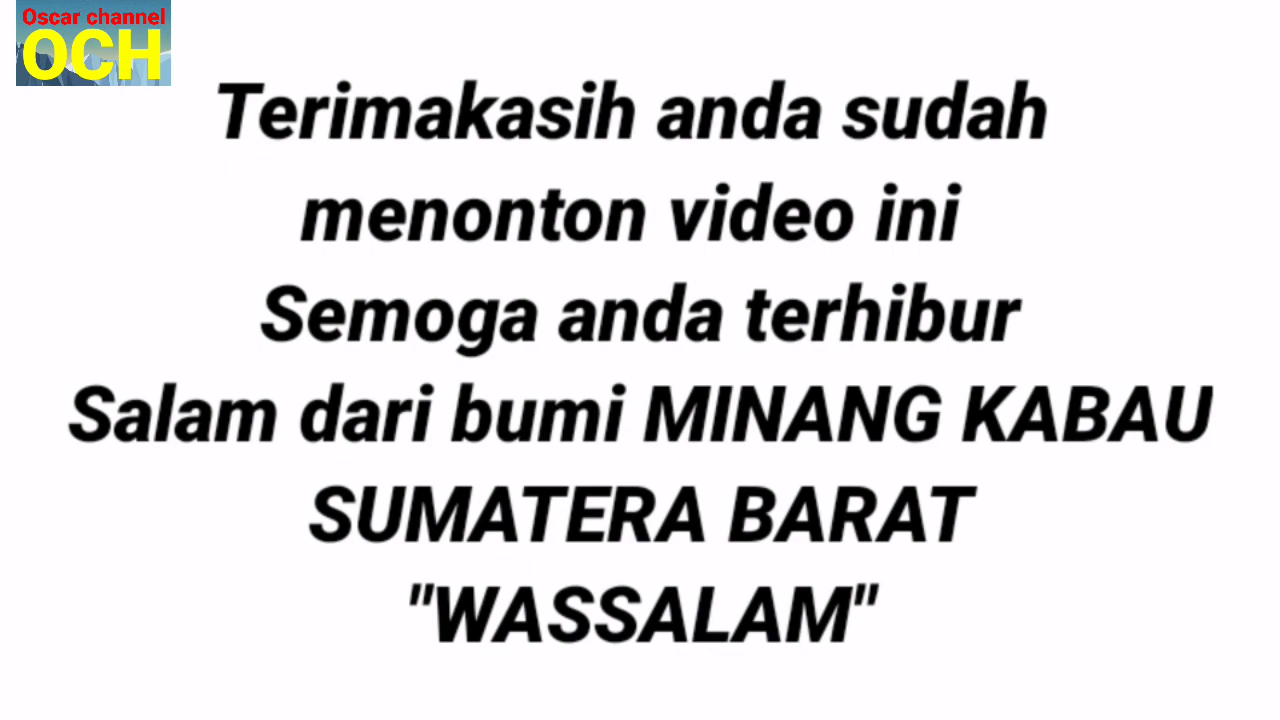 Oscar channel
OCH
Terimakasih anda sudah
menonton video ini
Semoga anda terhibur
Salam dari bumi MINANG KABAU
SUMATERA BARAT
"WASSALAM"